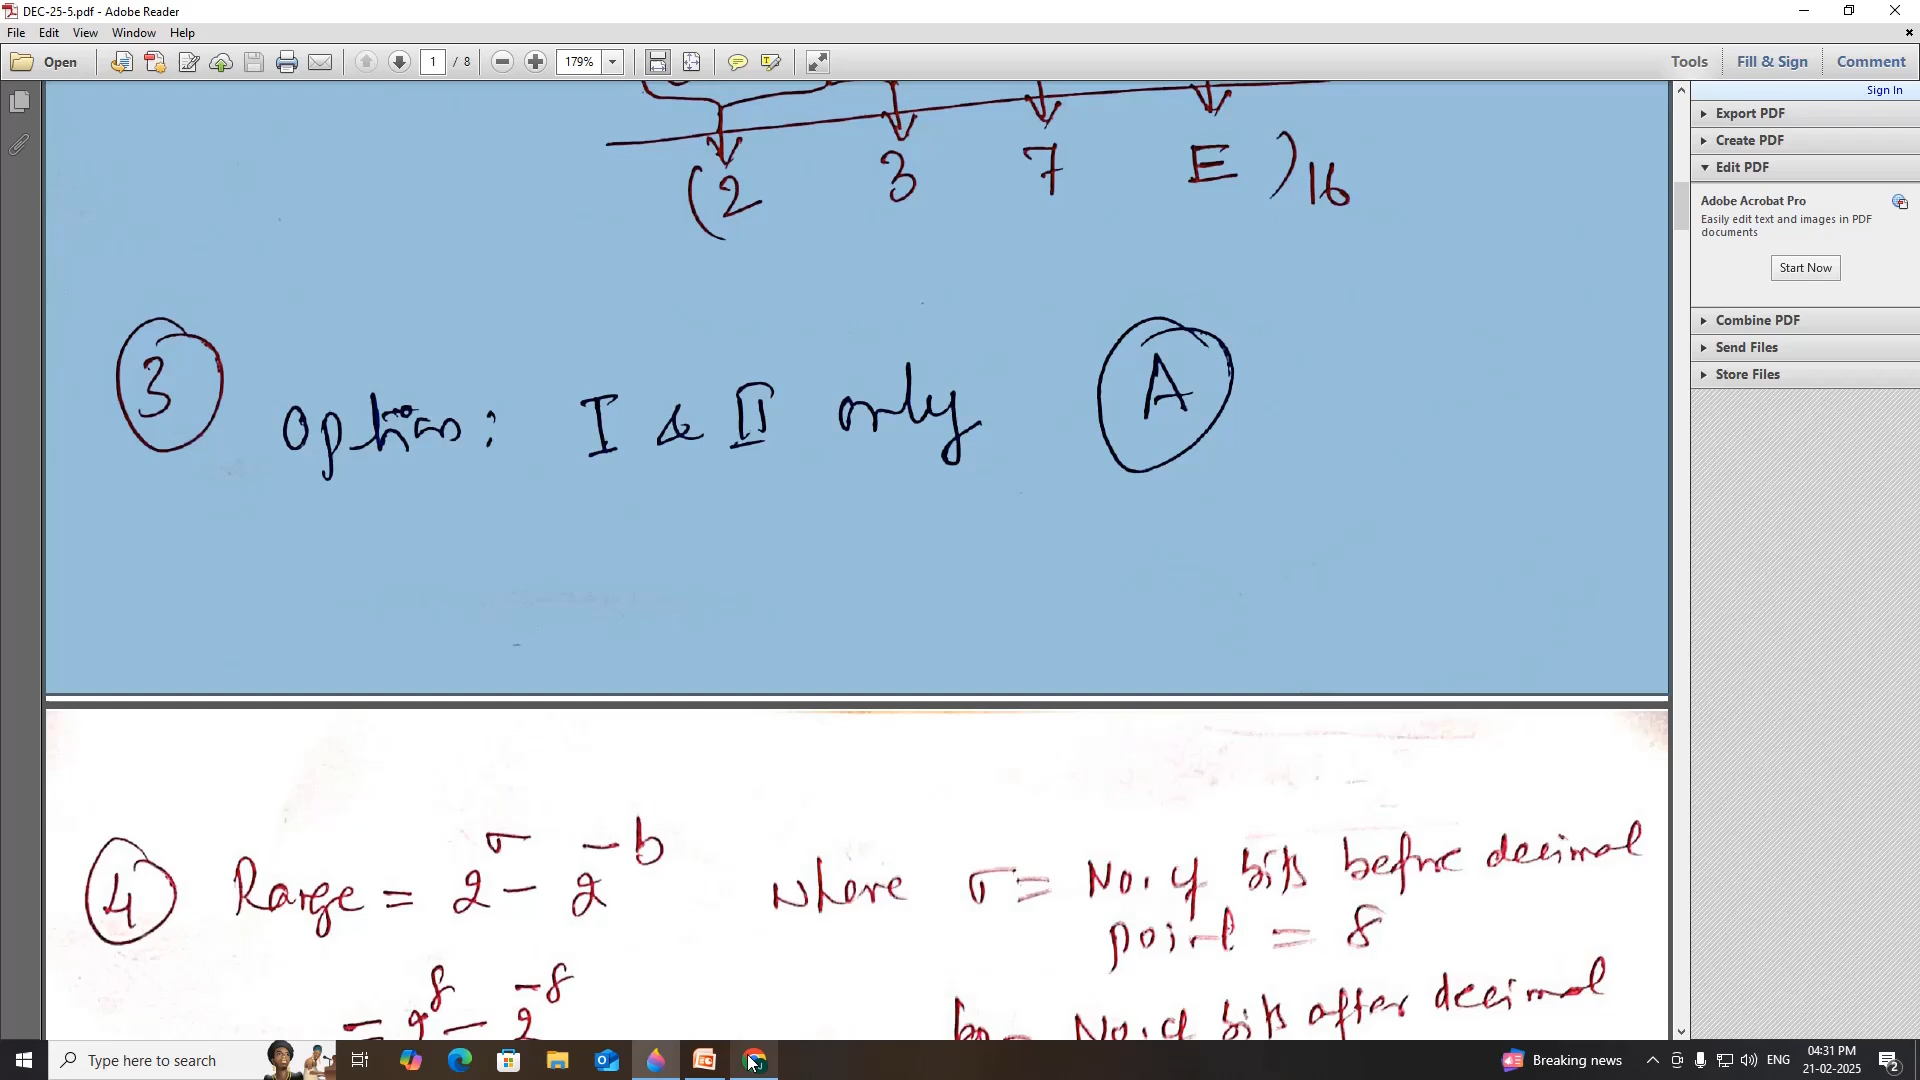 DEC-25-5.pdf - Adobe Reader
File Edit View Window Help
Open 1 / 8 179% Tools Fill & Sign Comment
Sign In
Export PDF
Create PDF
Edit PDF
Adobe Acrobat Pro
Easily edit text and images in PDF
documents
Start Now
Combine PDF
Send Files
Store Files
(2 3 7 E )16
3 Option: I & II only A
4 Range = 2^σ - 2^-b where σ = No. of bits before decimal
point = 8
= 2^8 - 2^-8 b = No. of bits after decimal
Type here to search Breaking news ENG 04:31 PM
21-02-2025 2